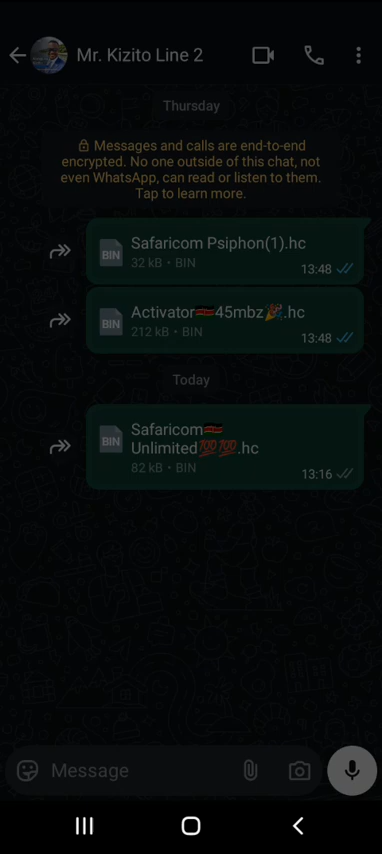 Mr. Kizito Line 2
Thursday
Messages and calls are end-to-end
encrypted. No one outside of this chat, not
even WhatsApp, can read or listen to them.
Tap to learn more.
BIN
Safaricom Psiphon(1).hc
32 kB • BIN
13:48
BIN
Activator🇰🇪45mbz🎉.hc
212 kB • BIN
13:48
Today
BIN
Safaricom🇰🇪
Unlimited💯💯.hc
82 kB • BIN
13:16
Message